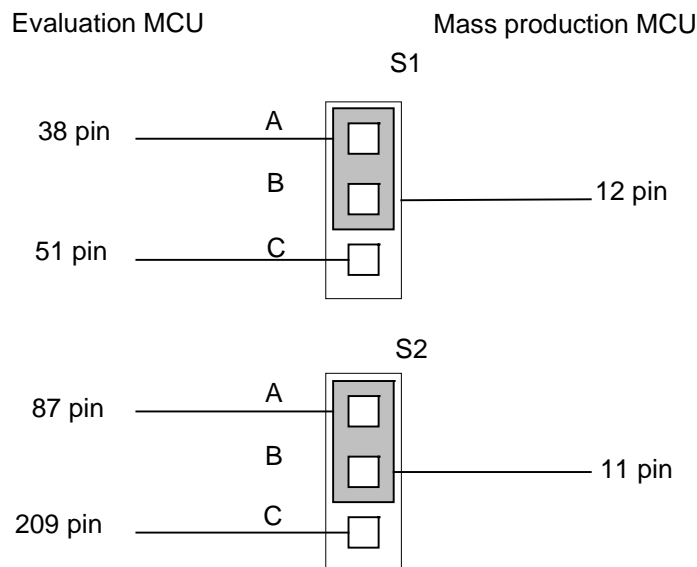 Evaluation MCU
Mass production MCU
S1
A
38 pin
B
12 pin
51 pin
C
S2
A
87 pin
B
11 pin
209 pin
C